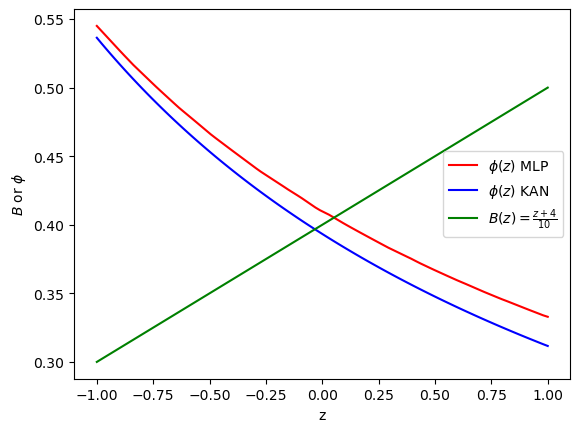 0.55
0.50
0.45
0.40
0.35
0.30
B or ϕ
ϕ(z) MLP
ϕ(z) KAN
B(z) = \frac{z+4}{10}
−1.00 −0.75 −0.50 −0.25 0.00 0.25 0.50 0.75 1.00
z